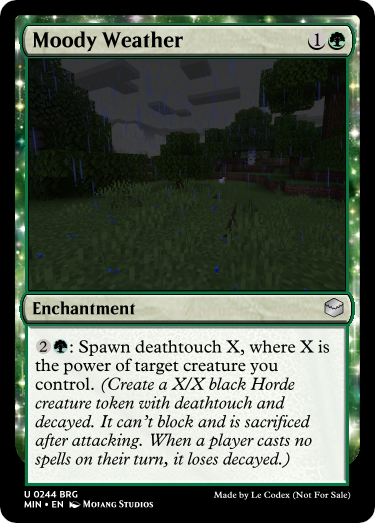 Moody Weather 1
Enchantment
2: Spawn deathtouch X, where X is
the power of target creature you
control. (Create a X/X black Horde
creature token with deathtouch and
decayed. It can't block and is sacrificed
after attacking. When a player casts no
spells on their turn, it loses decayed.)
U 0244 BRG
MIN • EN Mojang Studios
Made by Le Codex (Not For Sale)